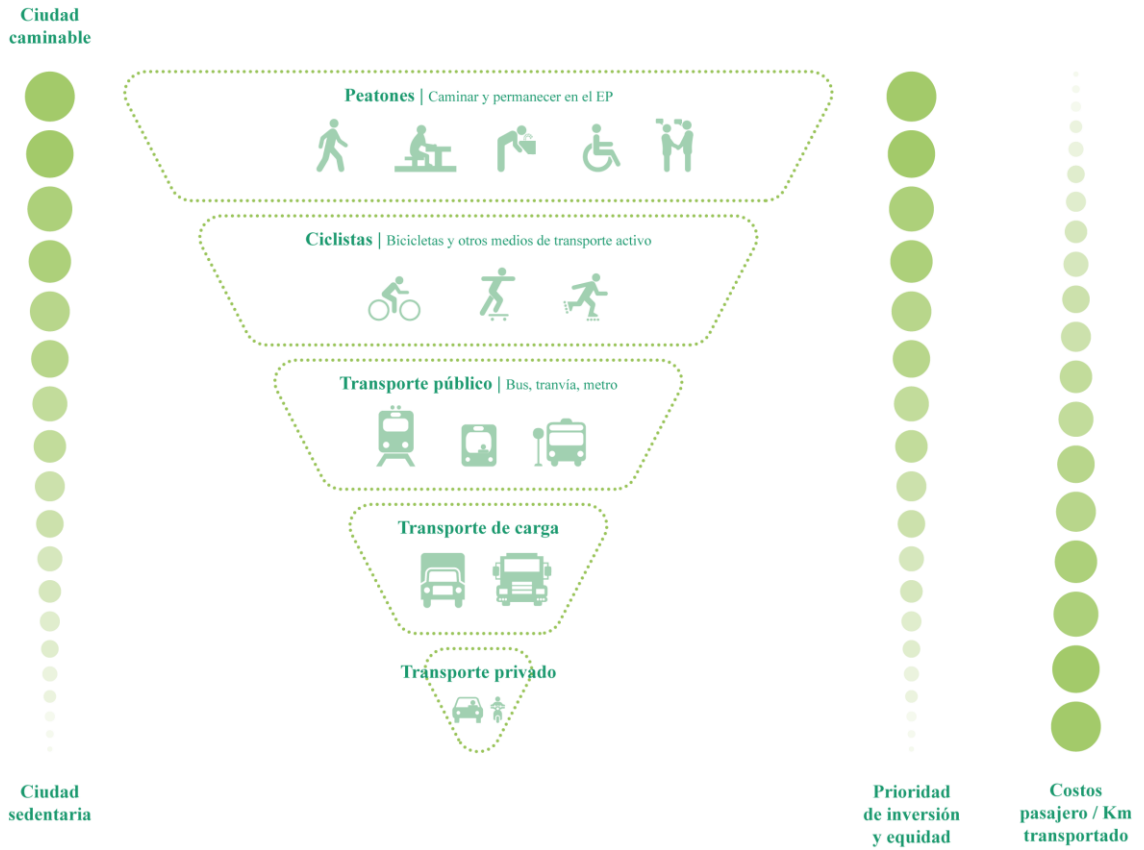 Ciudad
caminable
Peatones | Caminar y permanecer en el EP
Ciclistas | Bicicletas y otros medios de transporte activo
Transporte público | Bus, tranvía, metro
Transporte de carga
Transporte privado
Ciudad
sedentaria
Prioridad
de inversión
y equidad
Costos
pasajero / Km
transportado